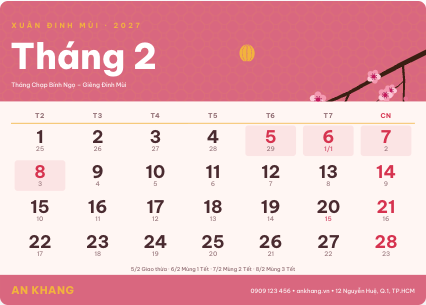 XUÂN ĐINH MÙI · 2027
Tháng 2
Tháng Chạp Bính Ngọ – Giêng Đinh Mùi
T2 T3 T4 T5 T6 T7 CN
1 2 3 4 5 6 7
25 26 27 28 29 1/1 2
8 9 10 11 12 13 14
3 4 5 6 7 8 9
15 16 17 18 19 20 21
10 11 12 13 14 15 16
22 23 24 25 26 27 28
17 18 19 20 21 22 23
5/2 Giao thừa · 6/2 Mùng 1 Tết · 7/2 Mùng 2 Tết · 8/2 Mùng 3 Tết
AN KHANG
0909 123 456 • ankhang.vn • 12 Nguyễn Huệ, Q.1, TP.HCM